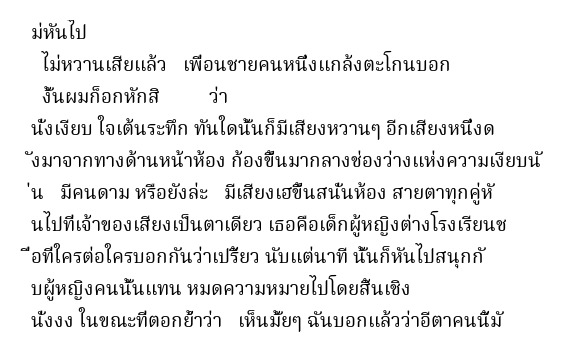 ม่หันไป
ไม่หวานเสียแล้ว เพื่อนชายคนหนึ่งแกล้งตะโกนบอก
งั้นผมก็อกหักสิ ว่า
นั่งเงียบ ใจเต้นระทึก ทันใดนั้นก็มีเสียงหวานๆ อีกเสียงหนึ่งด
ังมาจากทางด้านหน้าห้อง ก้องขึ้นมากลางช่องว่างแห่งความเงียบนั
่น มีคนดาม หรือยังล่ะ มีเสียงเฮขึ้นสนั่นห้อง สายตาทุกคู่หั
นไปที่เจ้าของเสียงเป็นตาเดียว เธอคือเด็กผู้หญิงต่างโรงเรียนช
ื่อที่ใครต่อใครบอกกันว่าเปรี้ยว นับแต่นาที นั้นก็หันไปสนุกกั
บผู้หญิงคนนั้นแทน หมดความหมายไปโดยสิ้นเชิง
นั่งงง ในขณะที่ตอกย้ำว่า เห็นมั้ยๆ ฉันบอกแล้วว่าอีตาคนนี้มั